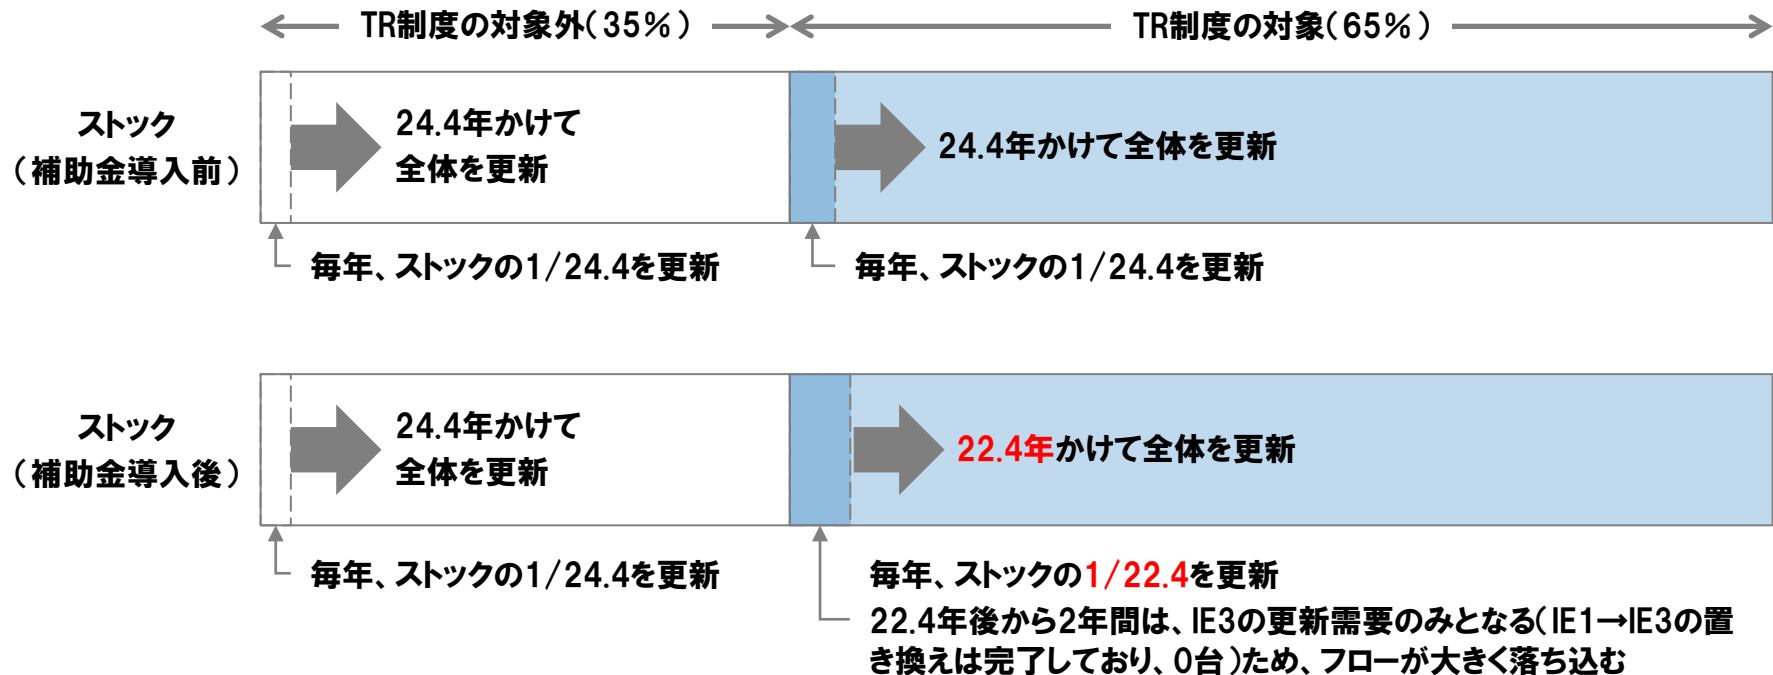 TR制度の対象外（35％）
TR制度の対象（65％）
ストック
（補助金導入前）
24.4年かけて
全体を更新
24.4年かけて全体を更新
毎年、ストックの1/24.4を更新
毎年、ストックの1/24.4を更新
ストック
（補助金導入後）
24.4年かけて
全体を更新
22.4年かけて全体を更新
毎年、ストックの1/24.4を更新
毎年、ストックの1/22.4を更新
22.4年後から2年間は、IE3の更新需要のみとなる（IE1→IE3の置
き換えは完了しており、0台）ため、フローが大きく落ち込む